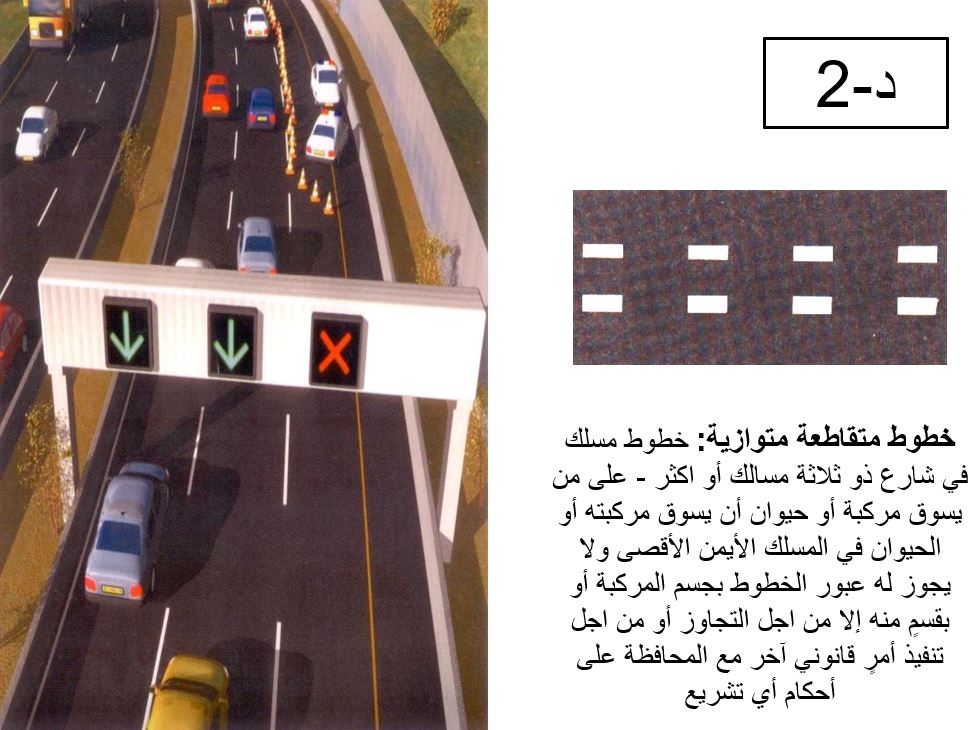 د-2
خطوط متقاطعة متوازية: خطوط مسلك
في شارع ذو ثلاثة مسالك أو اكثر - على من
يسوق مركبة أو حيوان أن يسوق مركبته أو
الحيوان في المسلك الأيمن الأقصى ولا
يجوز له عبور الخطوط بجسم المركبة أو
بقسمٍ منه إلا من اجل التجاوز أو من اجل
تنفيذ أمرٍ قانوني آخر مع المحافظة على
أحكام أي تشريع